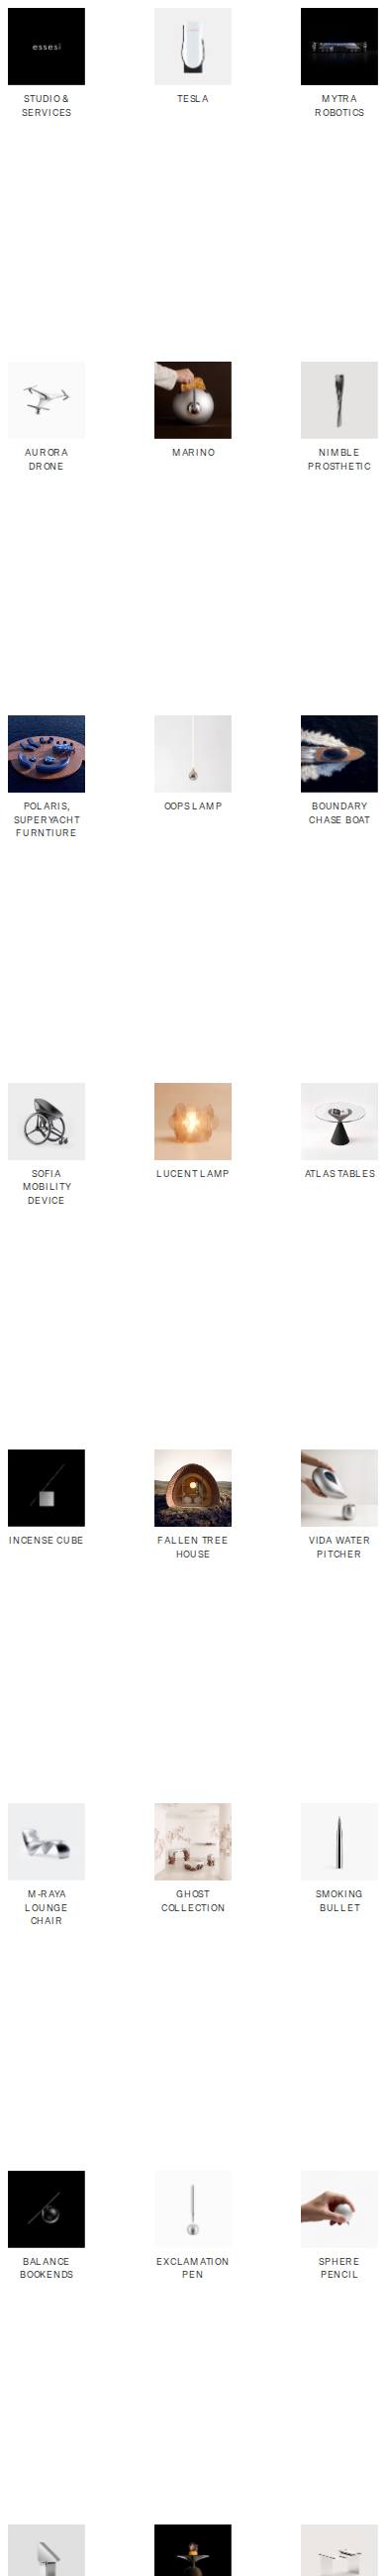 essesi
STUDIO &
SERVICES
TESLA
MYTRA
ROBOTICS
AURORA
DRONE
MARINO
NIMBLE
PROSTHETIC
POLARIS,
SUPERYACHT
FURNTIURE
OOPS LAMP
BOUNDARY
CHASE BOAT
SOFIA
MOBILITY
DEVICE
LUCENT LAMP
ATLAS TABLES
INCENSE CUBE
FALLEN TREE
HOUSE
VIDA WATER
PITCHER
M-RAYA
LOUNGE
CHAIR
GHOST
COLLECTION
SMOKING
BULLET
BALANCE
BOOKENDS
EXCLAMATION
PEN
SPHERE
PENCIL